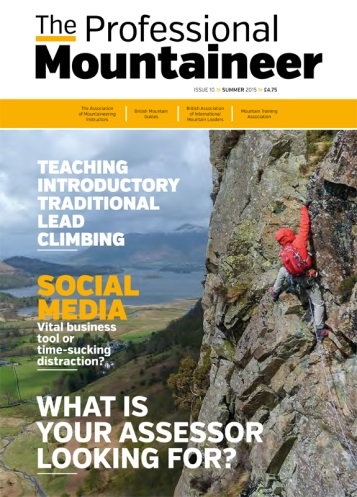 The Professional
Mountaineer
ISSUE 10 >> SUMMER 2015 >> £4.75
The Association
of Mountaineering
Instructors
British Mountain
Guides
British Association
of International
Mountain Leaders
Mountain Training
Association
TEACHING
INTRODUCTORY
TRADITIONAL
LEAD
CLIMBING
SOCIAL
MEDIA
Vital business
tool or
time-sucking
distraction?
WHAT IS
YOUR ASSESSOR
LOOKING FOR?